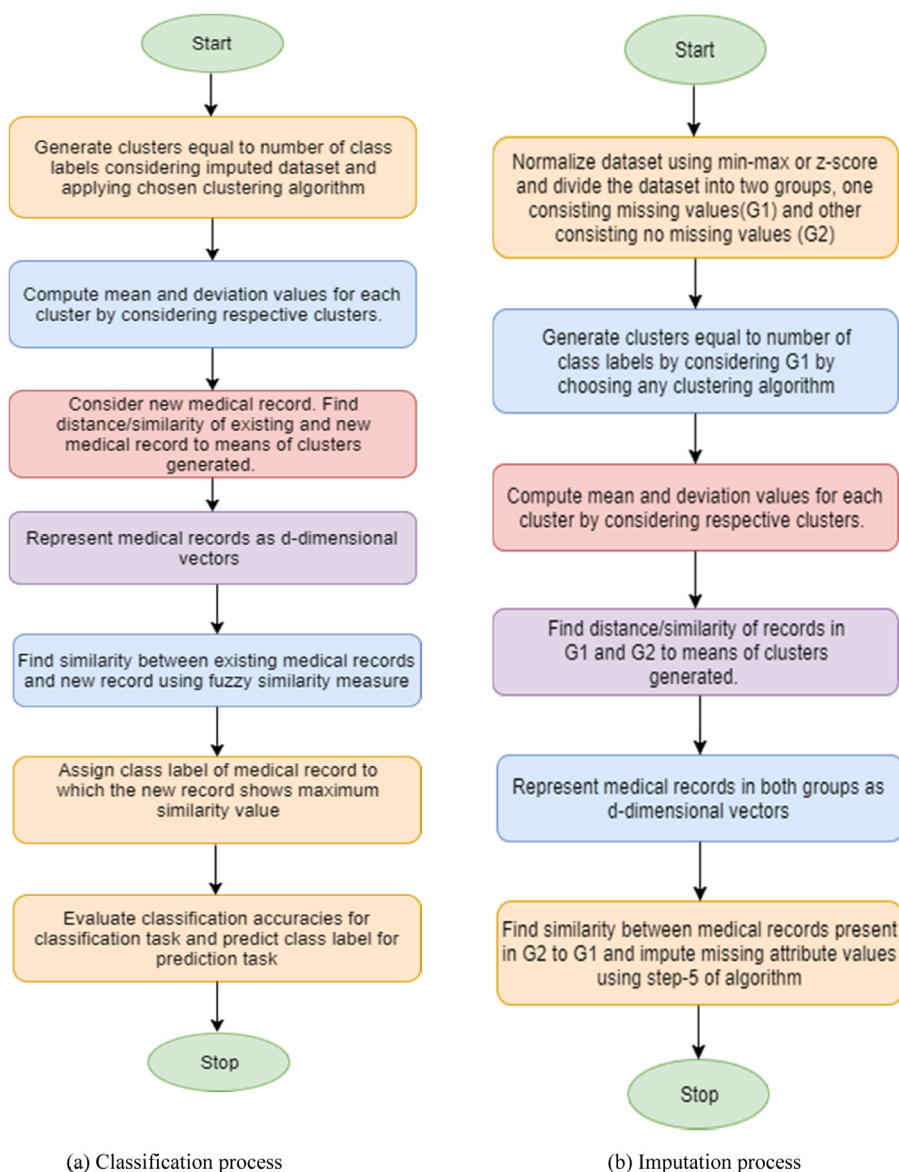 Start
Generate clusters equal to number of class
labels considering imputed dataset and
applying chosen clustering algorithm
Compute mean and deviation values for each
cluster by considering respective clusters.
Consider new medical record. Find
distance/similarity of existing and new
medical record to means of clusters
generated.
Represent medical records as d-dimensional
vectors
Find similarity between existing medical records
and new record using fuzzy similarity measure
Assign class label of medical record to
which the new record shows maximum
similarity value
Evaluate classification accuracies for
classification task and predict class label for
prediction task
Stop
(a) Classification process
Start
Normalize dataset using min-max or z-score
and divide the dataset into two groups, one
consisting missing values(G1) and other
consisting no missing values (G2)
Generate clusters equal to number of
class labels by considering G1 by
choosing any clustering algorithm
Compute mean and deviation values for each
cluster by considering respective clusters.
Find distance/similarity of records in
G1 and G2 to means of clusters
generated.
Represent medical records in both groups as
d-dimensional vectors
Find similarity between medical records present
in G2 to G1 and impute missing attribute values
using step-5 of algorithm
Stop
(b) Imputation process